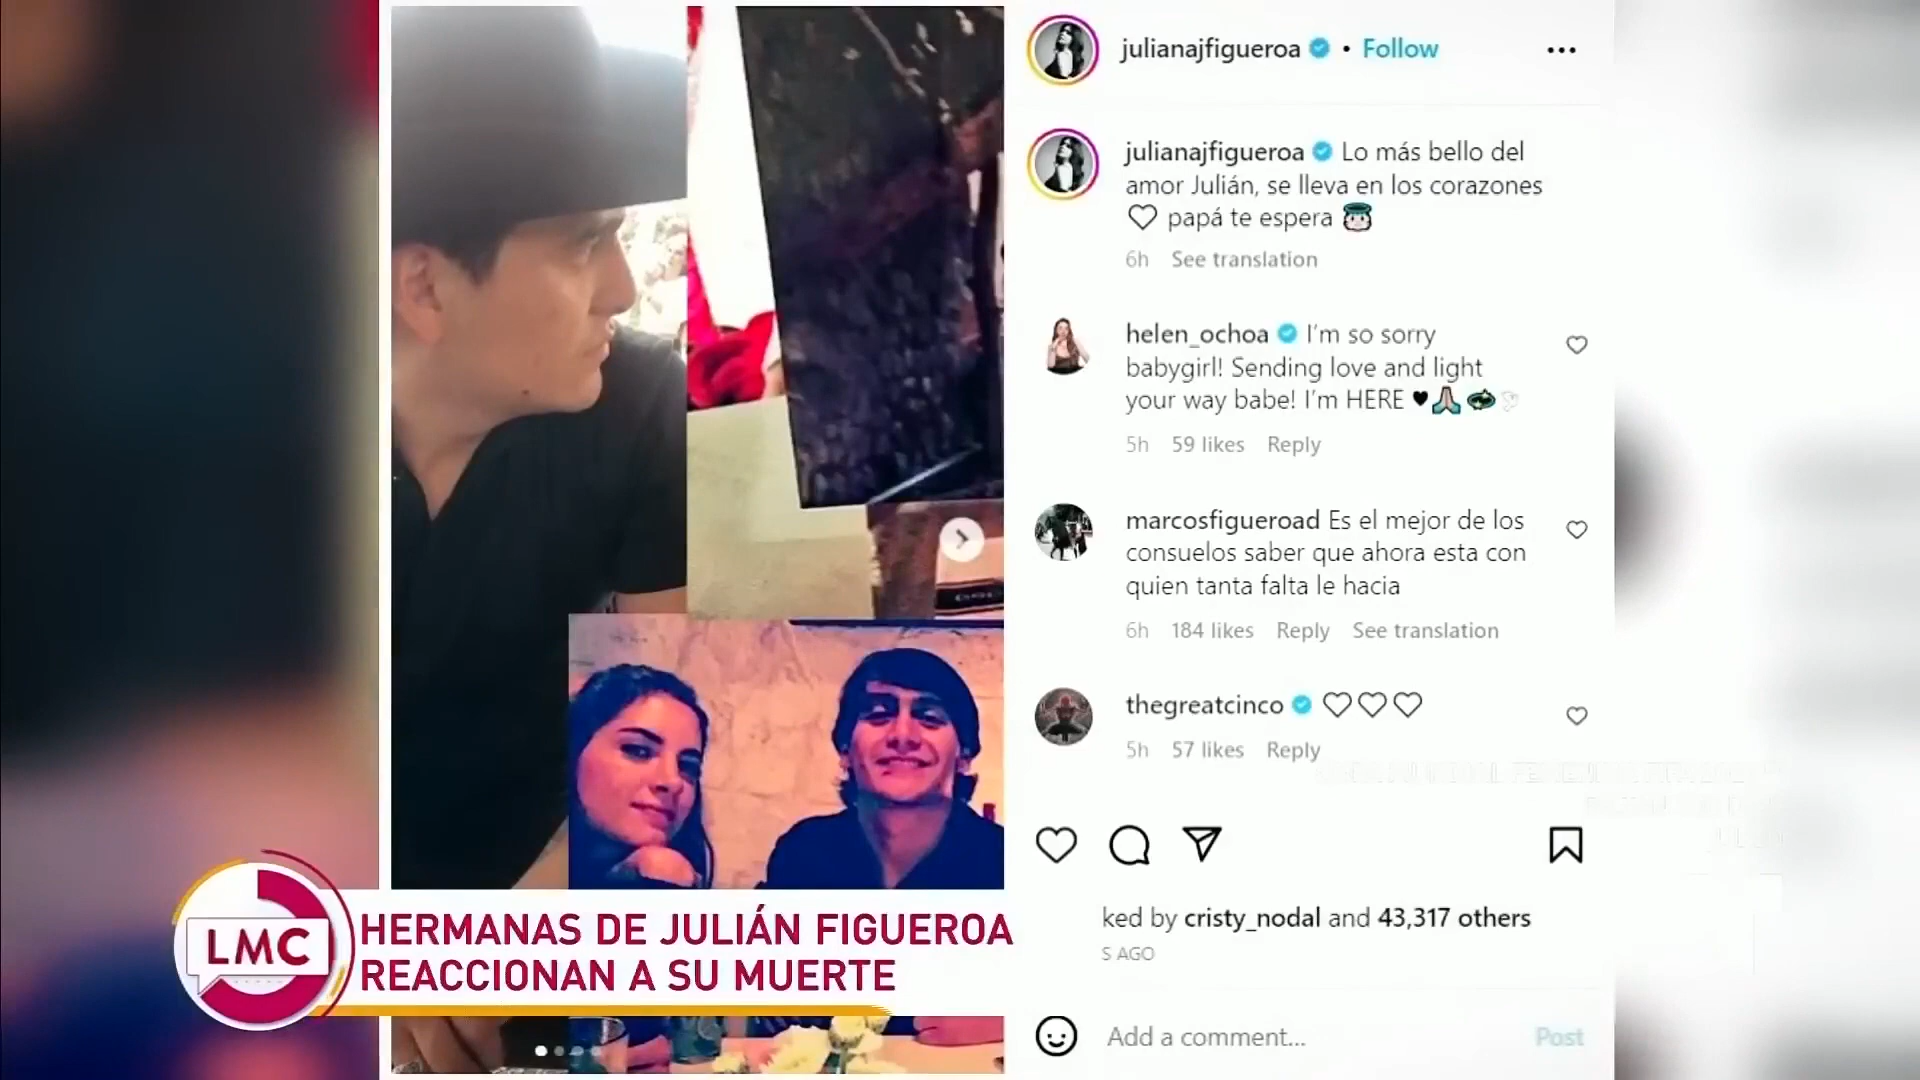 julianajfigueroa • Follow
julianajfigueroa Lo más bello del
amor Julián, se lleva en los corazones
papá te espera
6h See translation
helen_ochoa I'm so sorry
babygirl! Sending love and light
your way babe! I'm HERE
5h 59 likes Reply
marcosfigueroad Es el mejor de los
consuelos saber que ahora esta con
quien tanta falta le hacia
6h 184 likes Reply See translation
thegreatcinco
5h 57 likes Reply
ked by cristy_nodal and 43,317 others
S AGO
Add a comment... Post
LMC
HERMANAS DE JULIÁN FIGUEROA
REACCIONAN A SU MUERTE